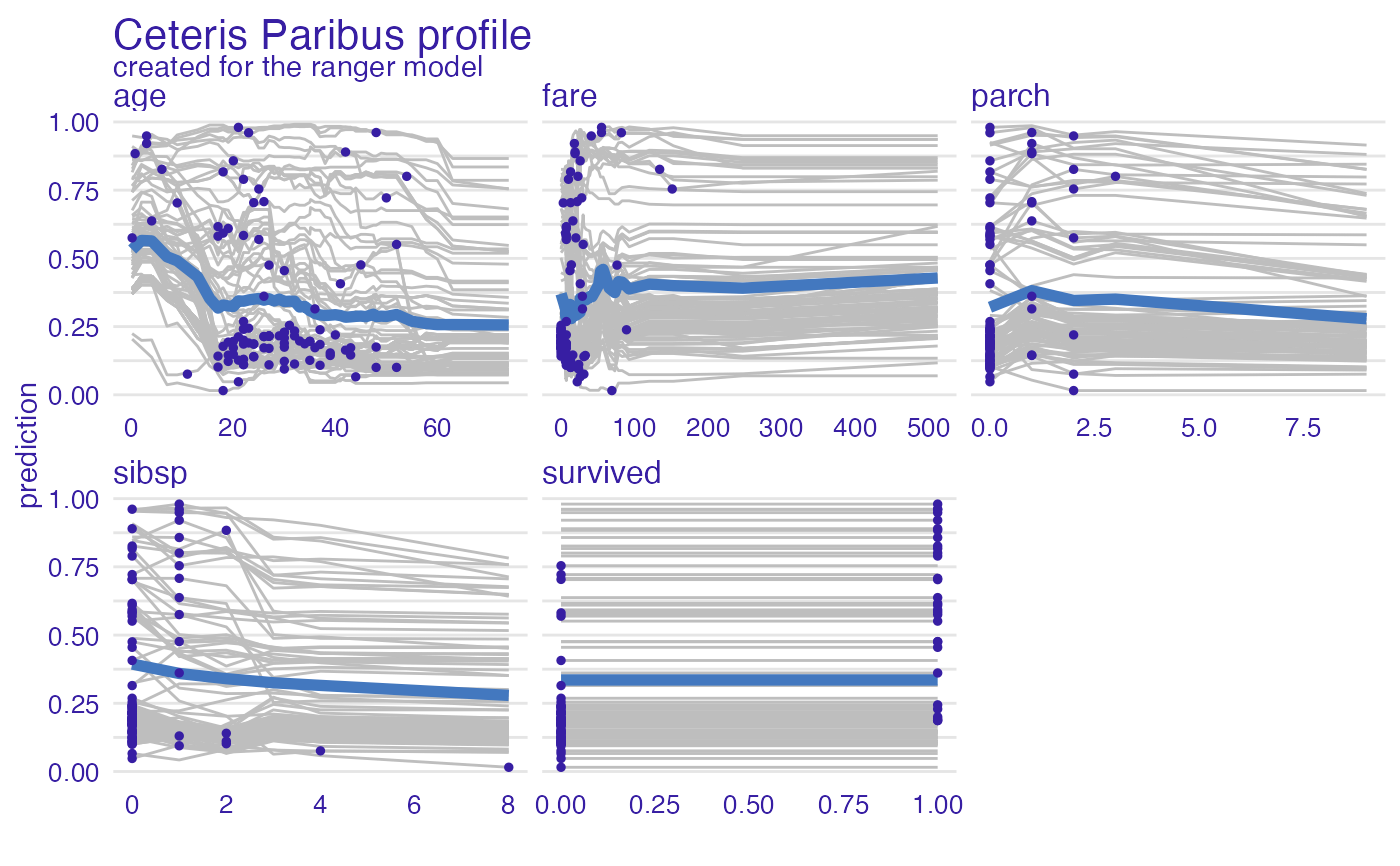 Ceteris Paribus profile
created for the ranger model
age fare parch
1.00
0.75
0.50
0.25
0.00
0 20 40 60 0 100 200 300 400 500 0.0 2.5 5.0 7.5
prediction
sibsp survived
1.00
0.75
0.50
0.25
0.00
0 2 4 6 8 0.00 0.25 0.50 0.75 1.00